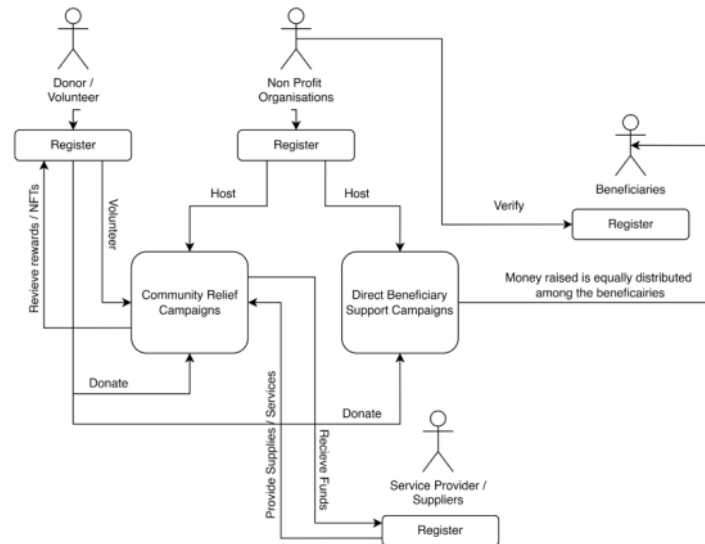 Donor /
Volunteer
Non Profit
Organisations
Register
Register
Beneficiaries
Host
Host
Revieve rewards / NFTs
Volunteer
Verify
Register
Community Relief
Campaigns
Direct Beneficiary
Support Campaigns
Money raised is equally distributed
among the beneficairies
Donate
Donate
Provide Supplies / Services
Recieve Funds
Service Provider /
Suppliers
Register